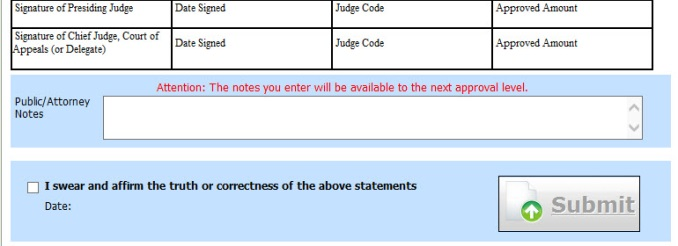 Signature of Presiding Judge Date Signed Judge Code Approved Amount
Signature of Chief Judge, Court of
Appeals (or Delegate) Date Signed Judge Code Approved Amount
Attention: The notes you enter will be available to the next approval level.
Public/Attorney
Notes
I swear and affirm the truth or correctness of the above statements
Date:
Submit